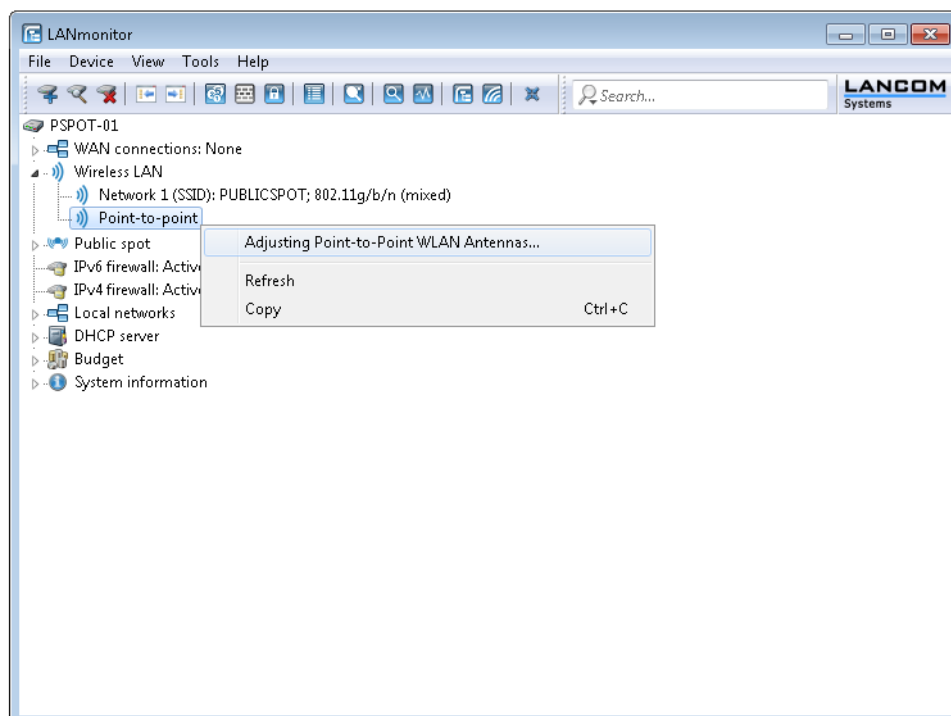 LANmonitor
File Device View Tools Help
Search...
LANCOM
Systems
PSPOT-01
WAN connections: None
Wireless LAN
Network 1 (SSID): PUBLICSPOT; 802.11g/b/n (mixed)
Point-to-point
Adjusting Point-to-Point WLAN Antennas...
Public spot
IPv6 firewall: Active
Refresh
IPv4 firewall: Active
Copy Ctrl+C
Local networks
DHCP server
Budget
System information